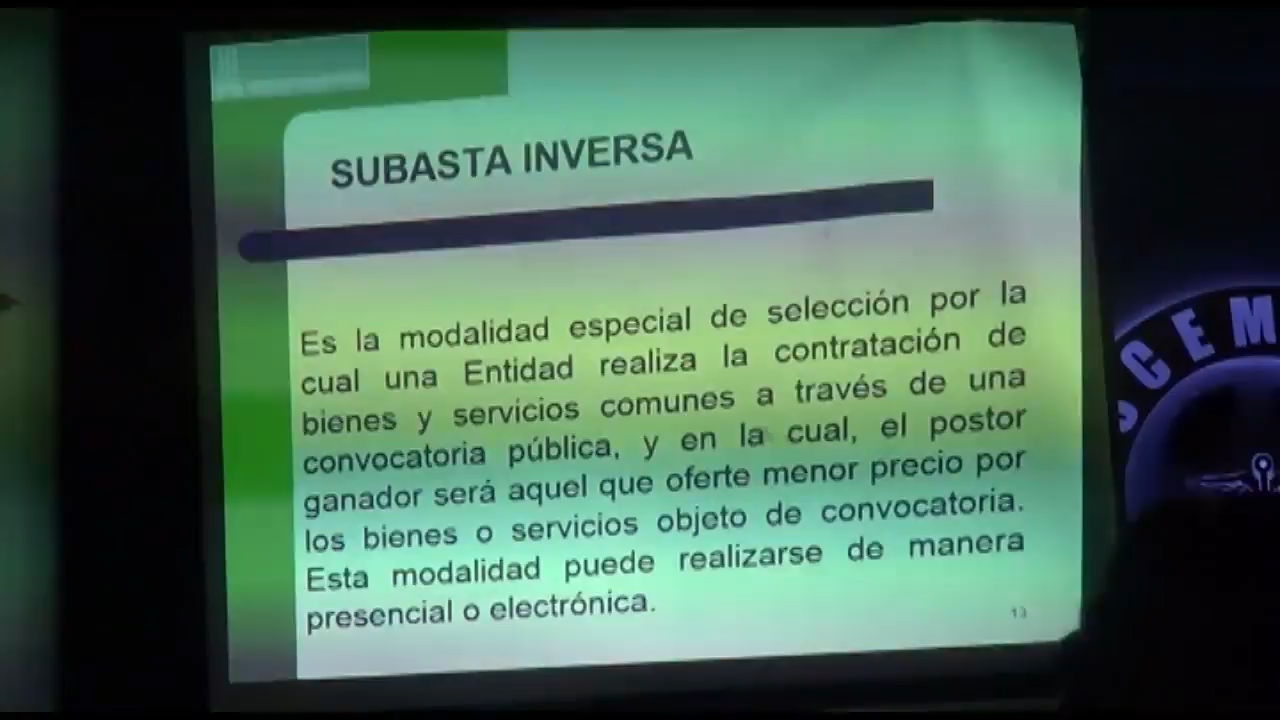 SUBASTA INVERSA
Es la modalidad especial de selección por la
cual una Entidad realiza la contratación de
bienes y servicios comunes a través de una
convocatoria pública, y en la cual, el postor
ganador será aquel que oferte menor precio por
los bienes o servicios objeto de convocatoria.
Esta modalidad puede realizarse de manera
presencial o electrónica.
13
CEM